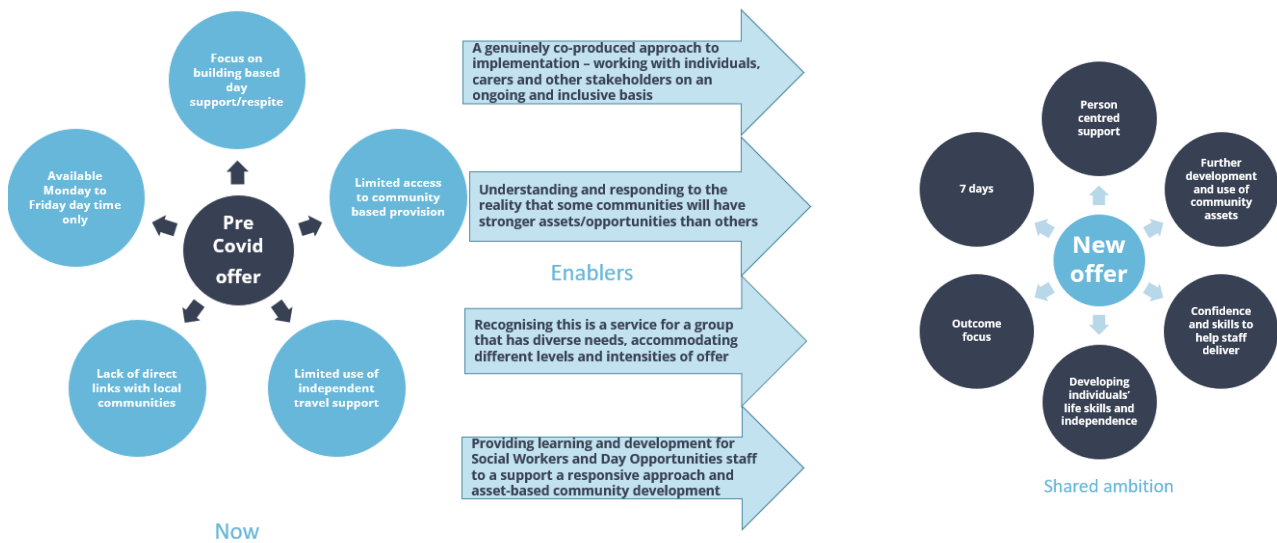 Focus on
building based
day
support/respite
Available
Monday to
Friday day time
only
Limited access
to community
based provision
Pre
Covid
offer
Lack of direct
links with local
communities
Limited use of
independent
travel support
Now
A genuinely co-produced approach to
implementation – working with individuals,
carers and other stakeholders on an
ongoing and inclusive basis
Understanding and responding to the
reality that some communities will have
stronger assets/opportunities than others
Enablers
Recognising this is a service for a group
that has diverse needs, accommodating
different levels and intensities of offer
Providing learning and development for
Social Workers and Day Opportunities staff
to a support a responsive approach and
asset-based community development
Person
centred
support
7 days
Further
development
and use of
community
assets
New
offer
Outcome
focus
Confidence
and skills to
help staff
deliver
Developing
individuals’
life skills and
independence
Shared ambition